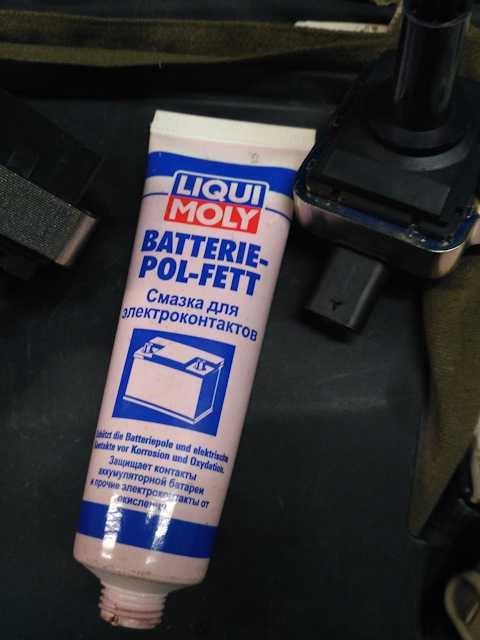 LIQUI
MOLY
BATTERIE-
POL-FETT
Смазка для
электроконтактов
Schützt die Batteriepole und elektrische
Kontakte vor Korrosion und Oxydation.
Защищает контакты
аккумуляторной батареи
и прочие электроконтакты от
окисления